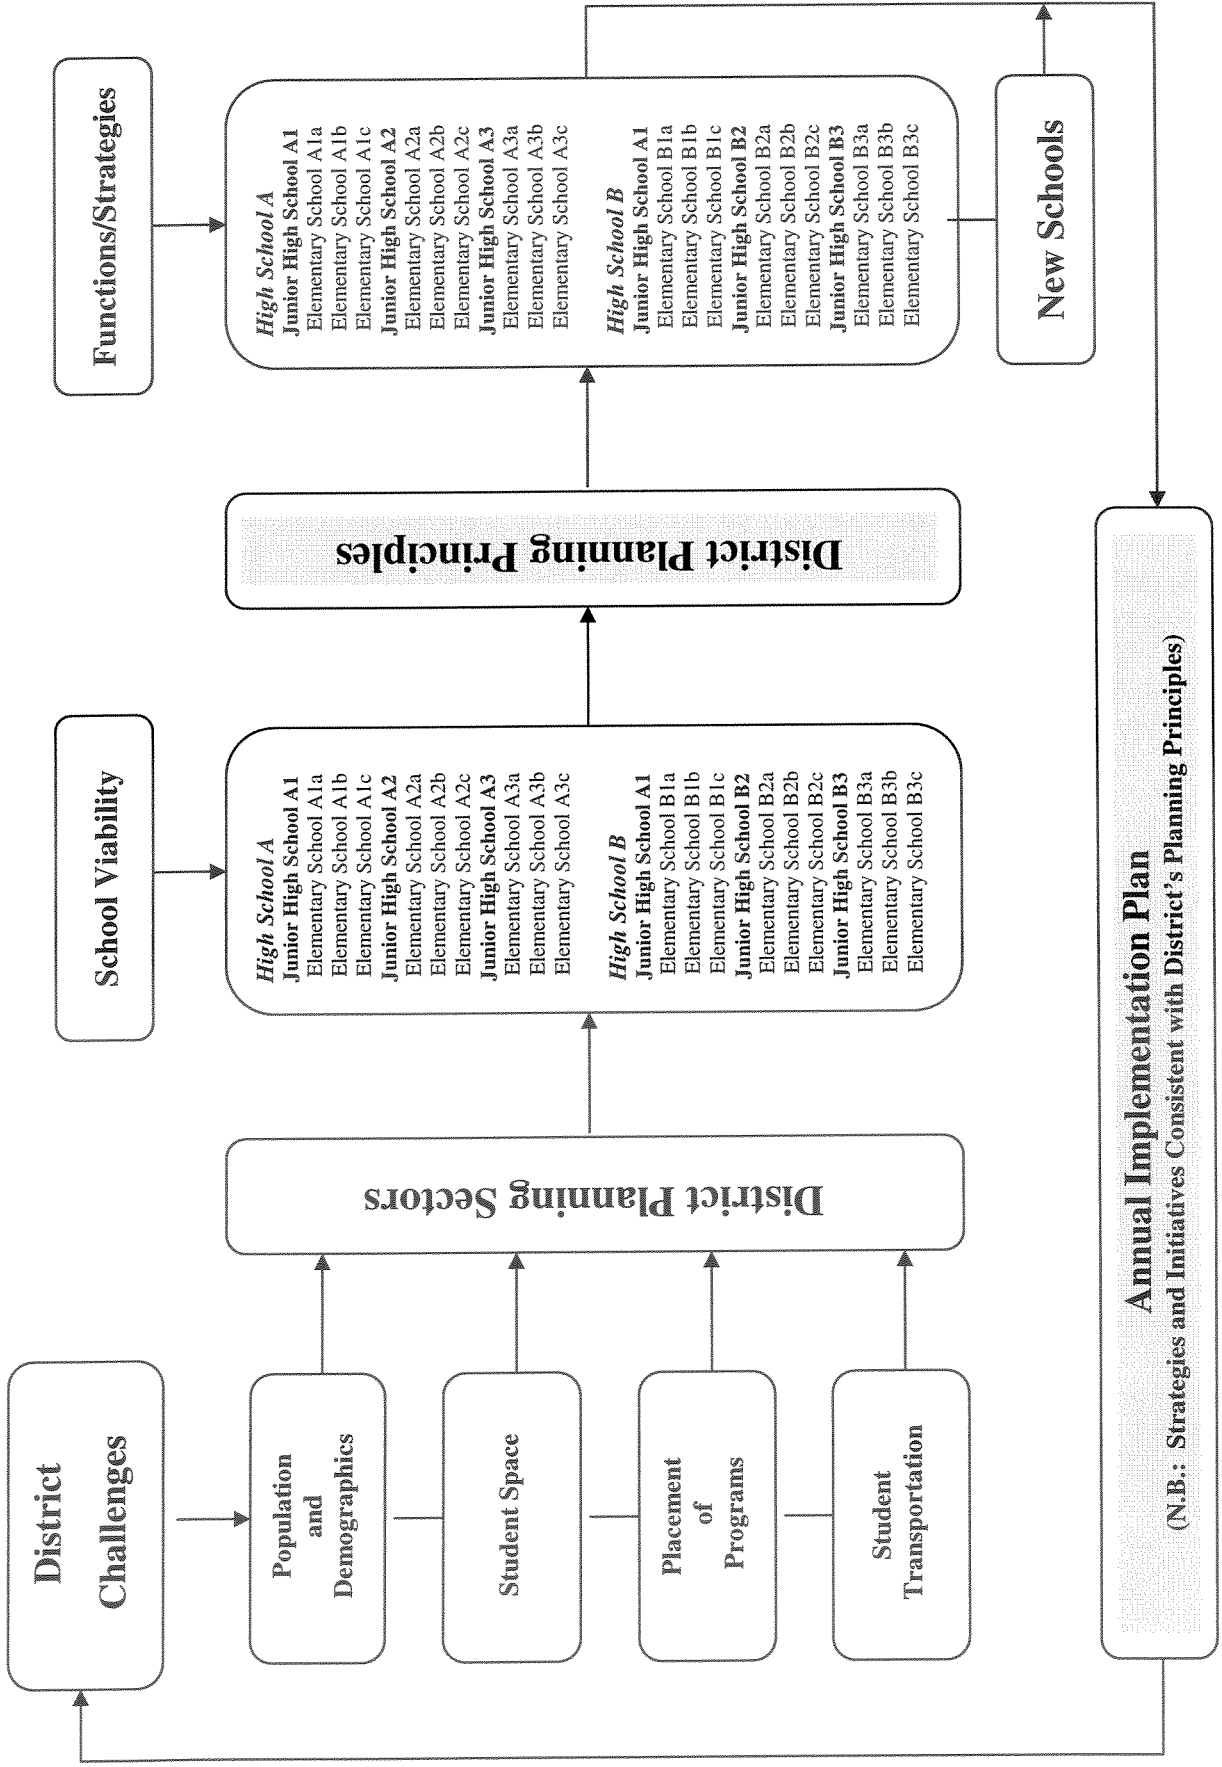 District
Challenges
Population
and
Demographics
Student Space
Placement
of
Programs
Student
Transportation
District Planning Sectors
School Viability
High School A
Junior High School A1
Elementary School A1a
Elementary School A1b
Elementary School A1c
Junior High School A2
Elementary School A2a
Elementary School A2b
Elementary School A2c
Junior High School A3
Elementary School A3a
Elementary School A3b
Elementary School A3c
High School B
Junior High School A1
Elementary School B1a
Elementary School B1b
Elementary School B1c
Junior High School B2
Elementary School B2a
Elementary School B2b
Elementary School B2c
Junior High School B3
Elementary School B3a
Elementary School B3b
Elementary School B3c
District Planning Principles
Functions/Strategies
High School A
Junior High School A1
Elementary School A1a
Elementary School A1b
Elementary School A1c
Junior High School A2
Elementary School A2a
Elementary School A2b
Elementary School A2c
Junior High School A3
Elementary School A3a
Elementary School A3b
Elementary School A3c
High School B
Junior High School A1
Elementary School B1a
Elementary School B1b
Elementary School B1c
Junior High School B2
Elementary School B2a
Elementary School B2b
Elementary School B2c
Junior High School B3
Elementary School B3a
Elementary School B3b
Elementary School B3c
New Schools
Annual Implementation Plan
(N.B.: Strategies and Initiatives Consistent with District's Planning Principles)